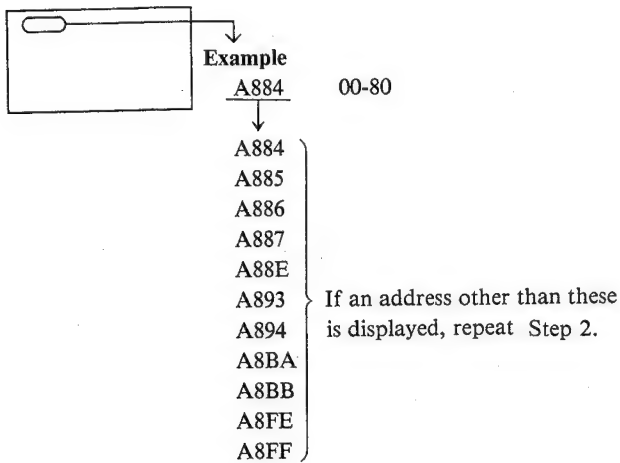 Example
A884 00-80
A884
A885
A886
A887
A88E
A893
A894
A8BA
A8BB
A8FE
A8FF
If an address other than these
is displayed, repeat Step 2.